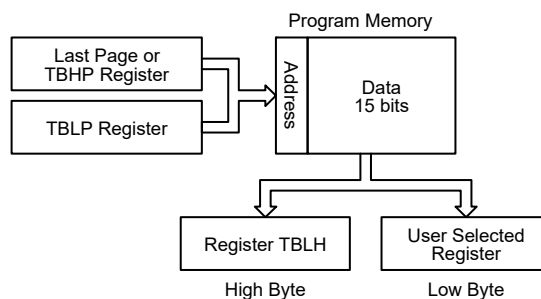 Program Memory
Last Page or
TBHP Register
TBLP Register
Address
Data
15 bits
Register TBLH
User Selected
Register
High Byte
Low Byte